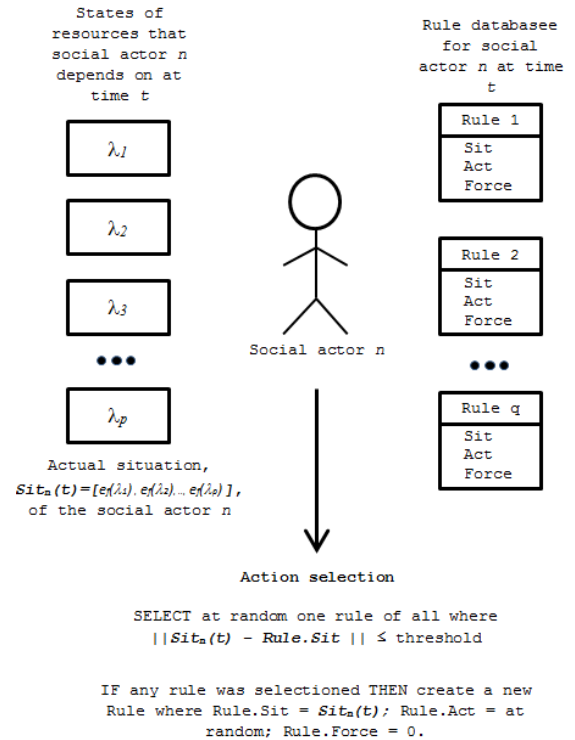 States of
resources that
social actor n
depends on at
time t
λ1
λ2
λ3
•••
λp
Actual situation,
Sitn(t)=[ef(λ1), ef(λ2),.., ef(λp)],
of the social actor n
Social actor n
Rule databasee
for social
actor n at time
t
Rule 1
Sit
Act
Force
Rule 2
Sit
Act
Force
•••
Rule q
Sit
Act
Force
Action selection
SELECT at random one rule of all where
||Sitn(t) - Rule.Sit || ≤ threshold
IF any rule was selectioned THEN create a new
Rule where Rule.Sit = Sitn(t); Rule.Act = at
random; Rule.Force = 0.